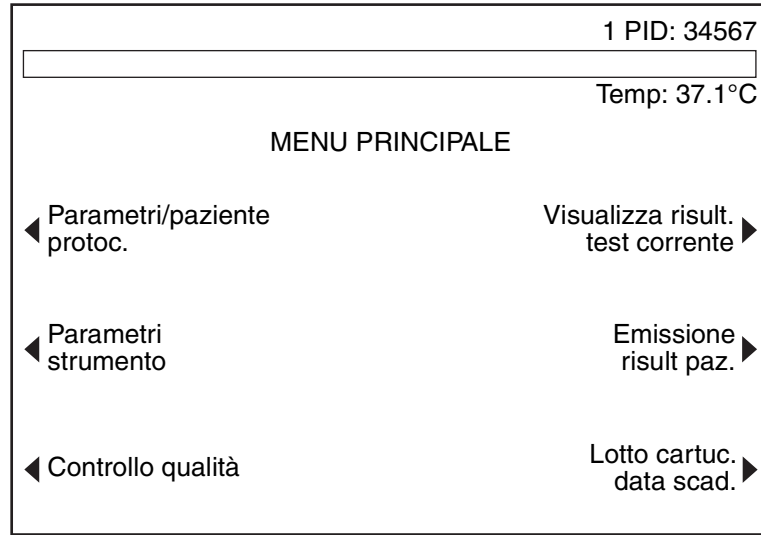 1 PID: 34567
Temp: 37.1°C
MENU PRINCIPALE
Parametri/paziente
protoc.
Visualizza risult.
test corrente
Parametri
strumento
Emissione
risult paz.
Controllo qualità
Lotto cartuc.
data scad.